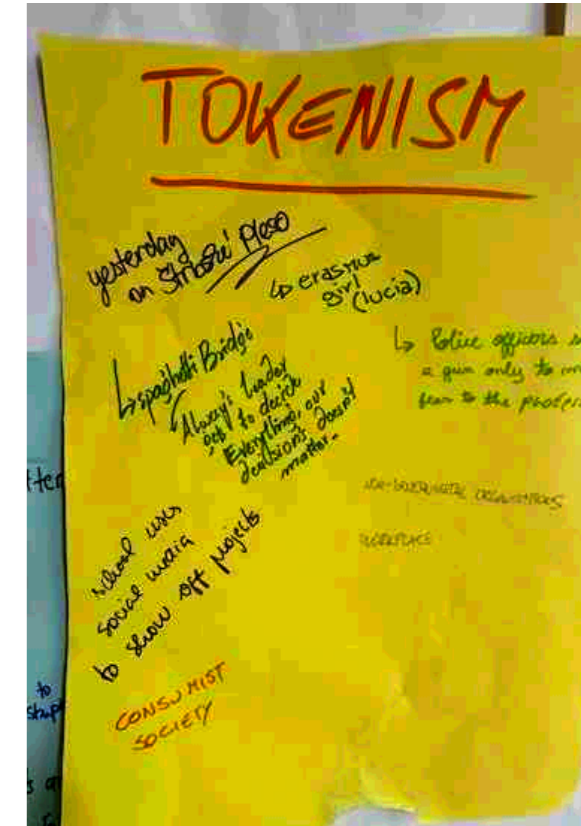 TOKENISM
yesterday
on Štrbské Pleso
↳ erasmus
girl
(lucia)
↳ spaghetti Bridge
Always leader
to decide
Everything, our
decisions doesn't
matter.
↳ Police officers
a gun only to
fear to the
NON-GOVERNMENTAL ORGANISATIONS
WORKPLACE
school uses
social media
to show off projects
CONSUMIST
SOCIETY
to